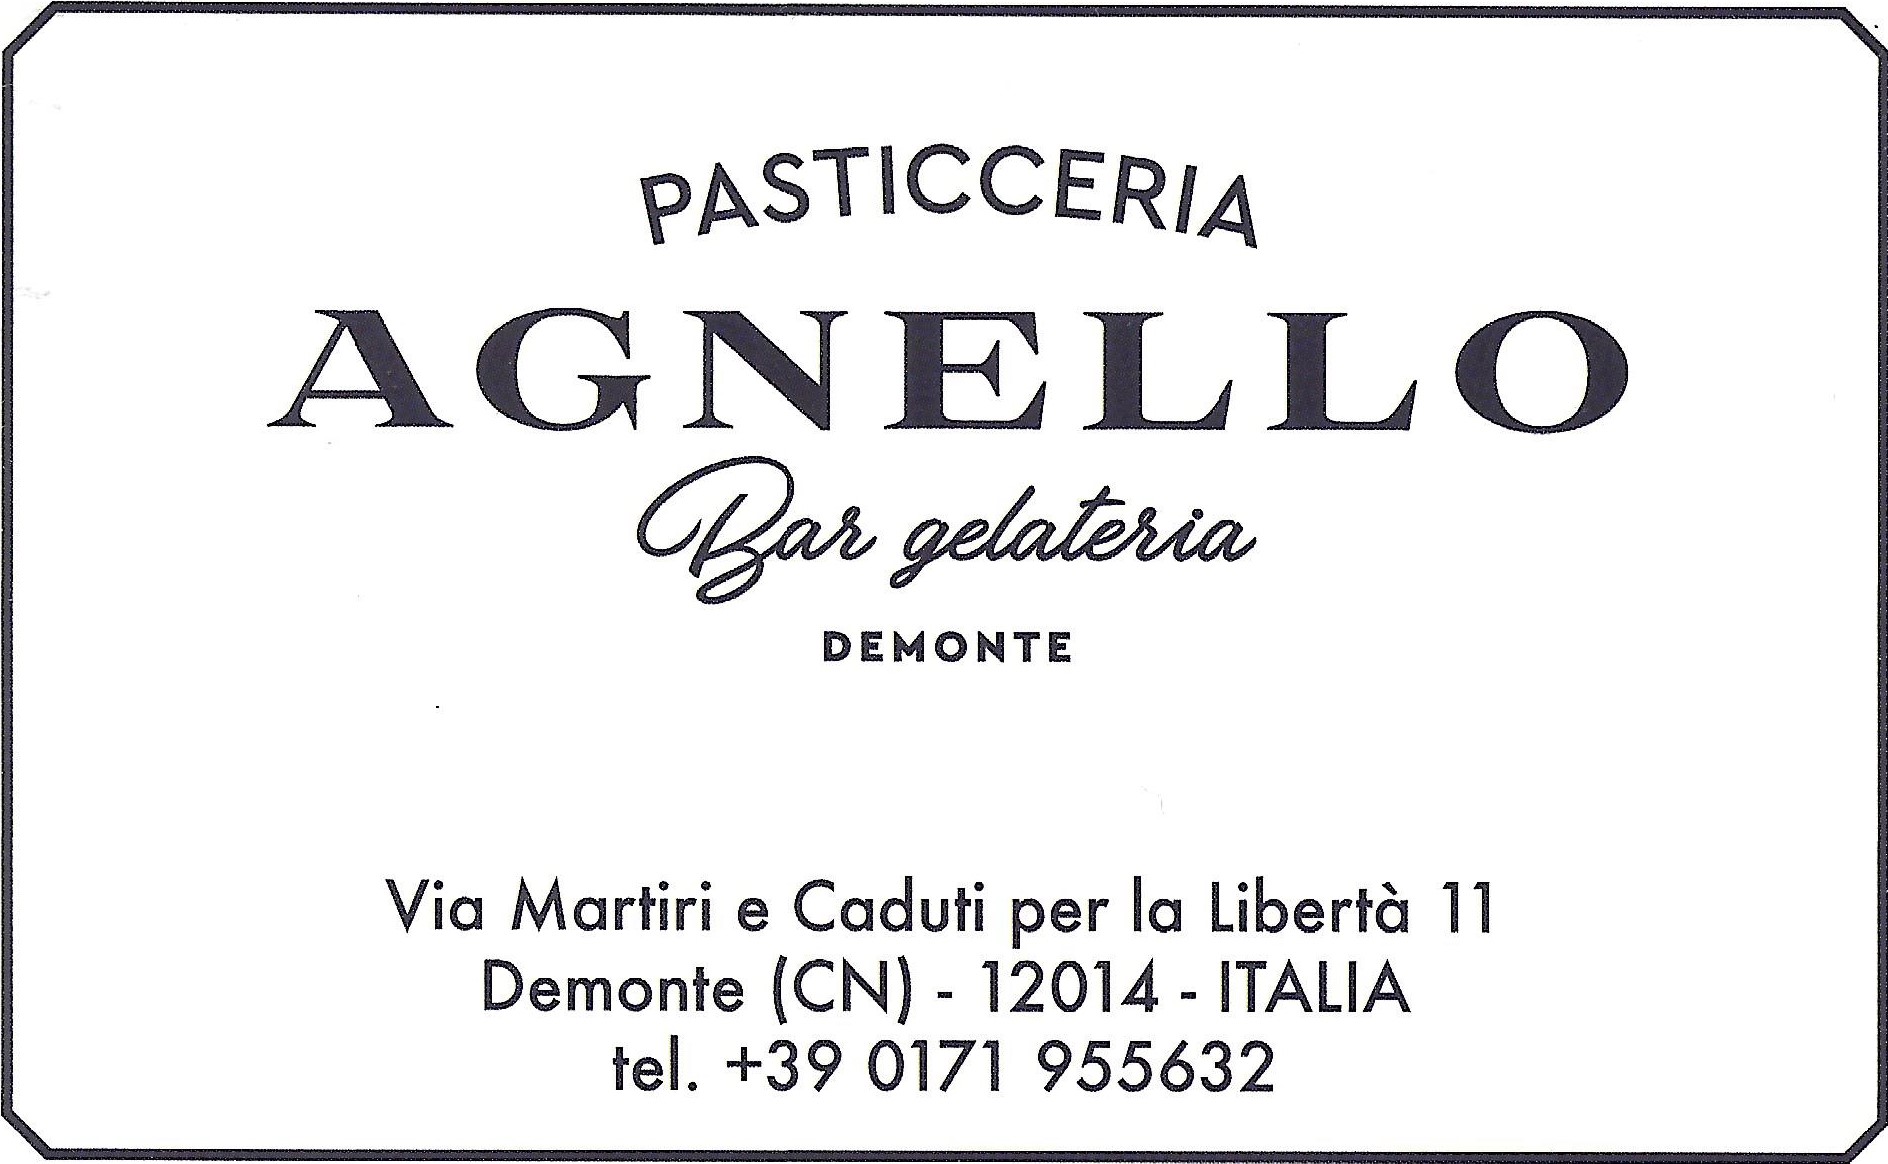 PASTICCERIA
AGNELLO
Bar gelateria
DEMONTE
Via Martiri e Caduti per la Libertà 11
Demonte (CN) - 12014 - ITALIA
tel. +39 0171 955632